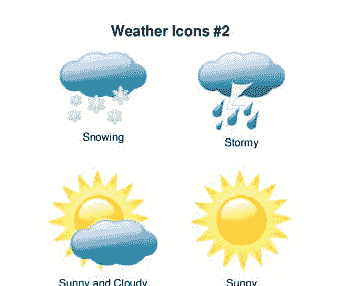 Weather Icons #2
Snowing
Stormy
Sunny and Cloudy
Sunny